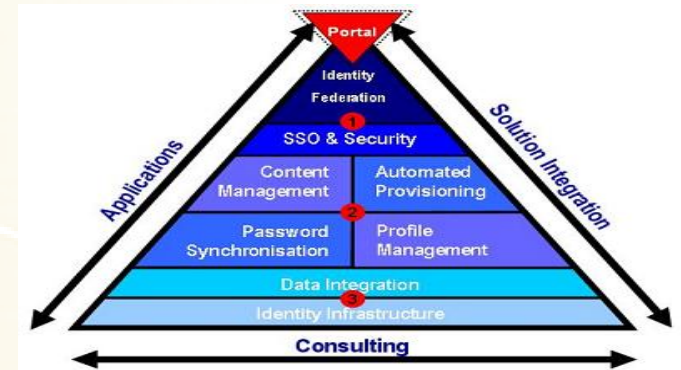 Portal
Identity
Federation
1
SSO & Security
Content
Management
Automated
Provisioning
2
Password
Synchronisation
Profile
Management
Data Integration
3
Identity Infrastructure
Applications
Solution Integration
Consulting